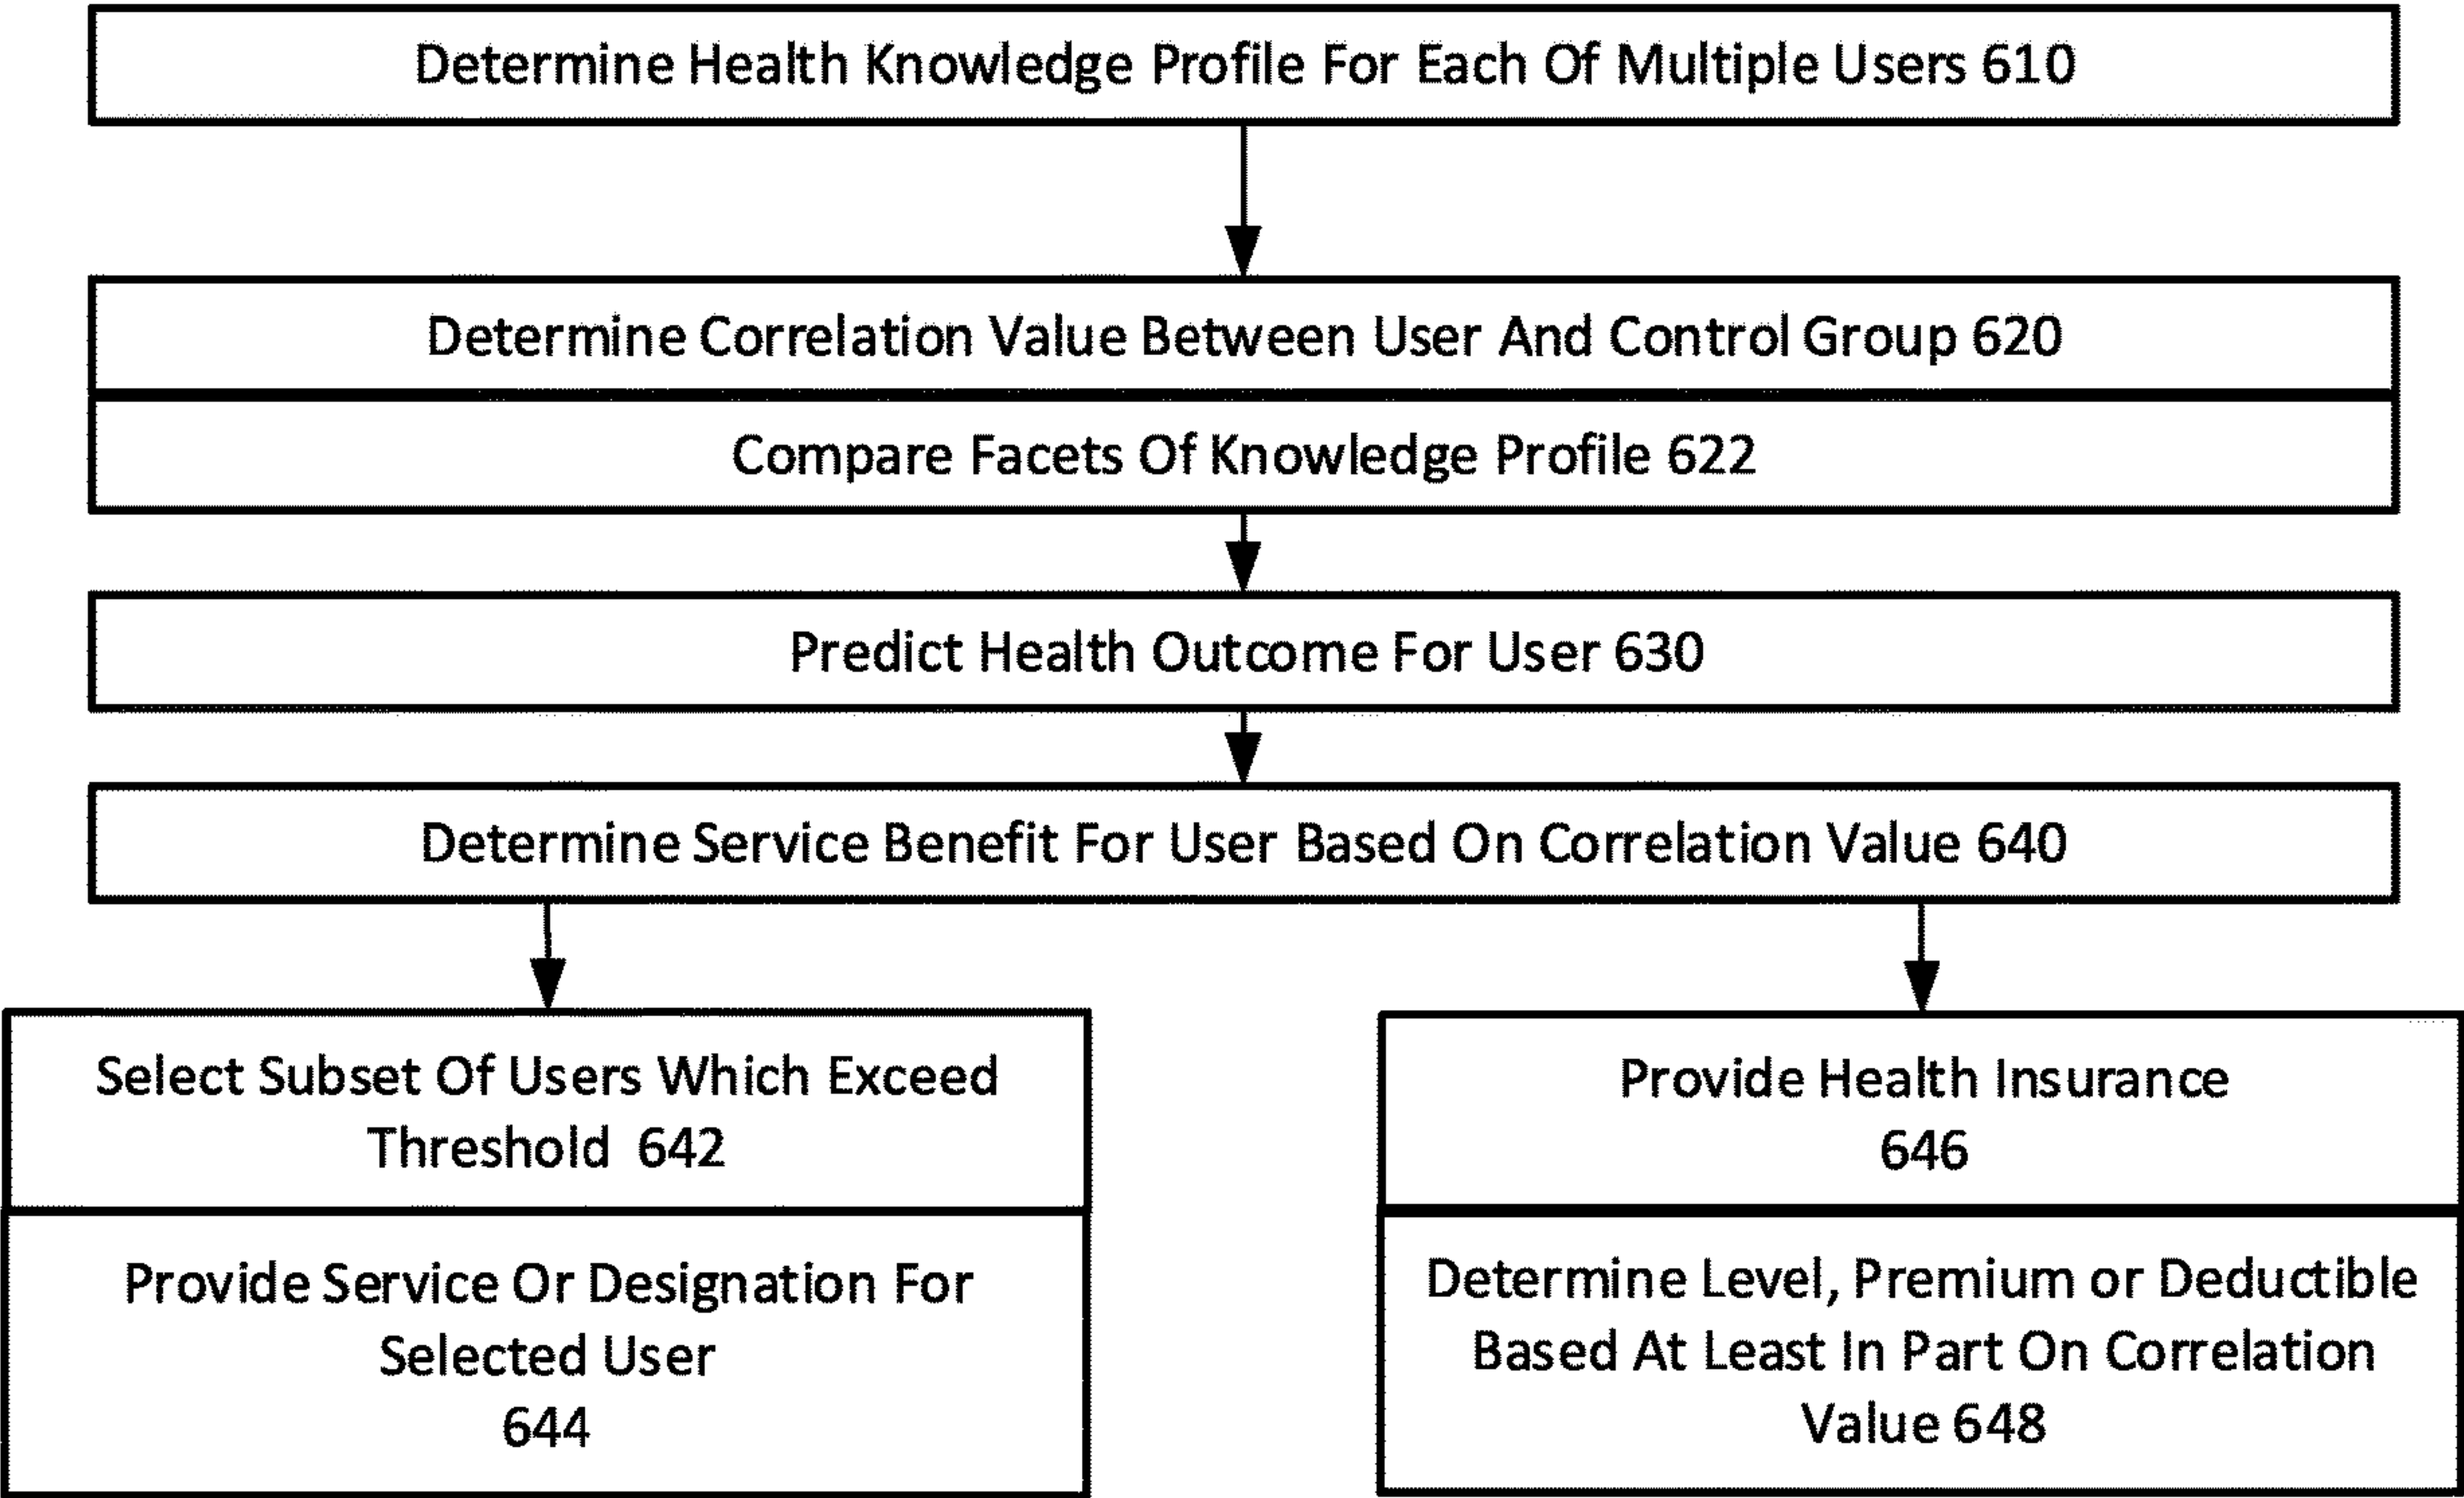 Determine Health Knowledge Profile For Each Of Multiple Users 610
Determine Correlation Value Between User And Control Group 620
Compare Facets Of Knowledge Profile 622
Predict Health Outcome For User 630
Determine Service Benefit For User Based On Correlation Value 640
Select Subset Of Users Which Exceed
Threshold 642
Provide Service Or Designation For
Selected User
644
Provide Health Insurance
646
Determine Level, Premium or Deductible
Based At Least In Part On Correlation
Value 648